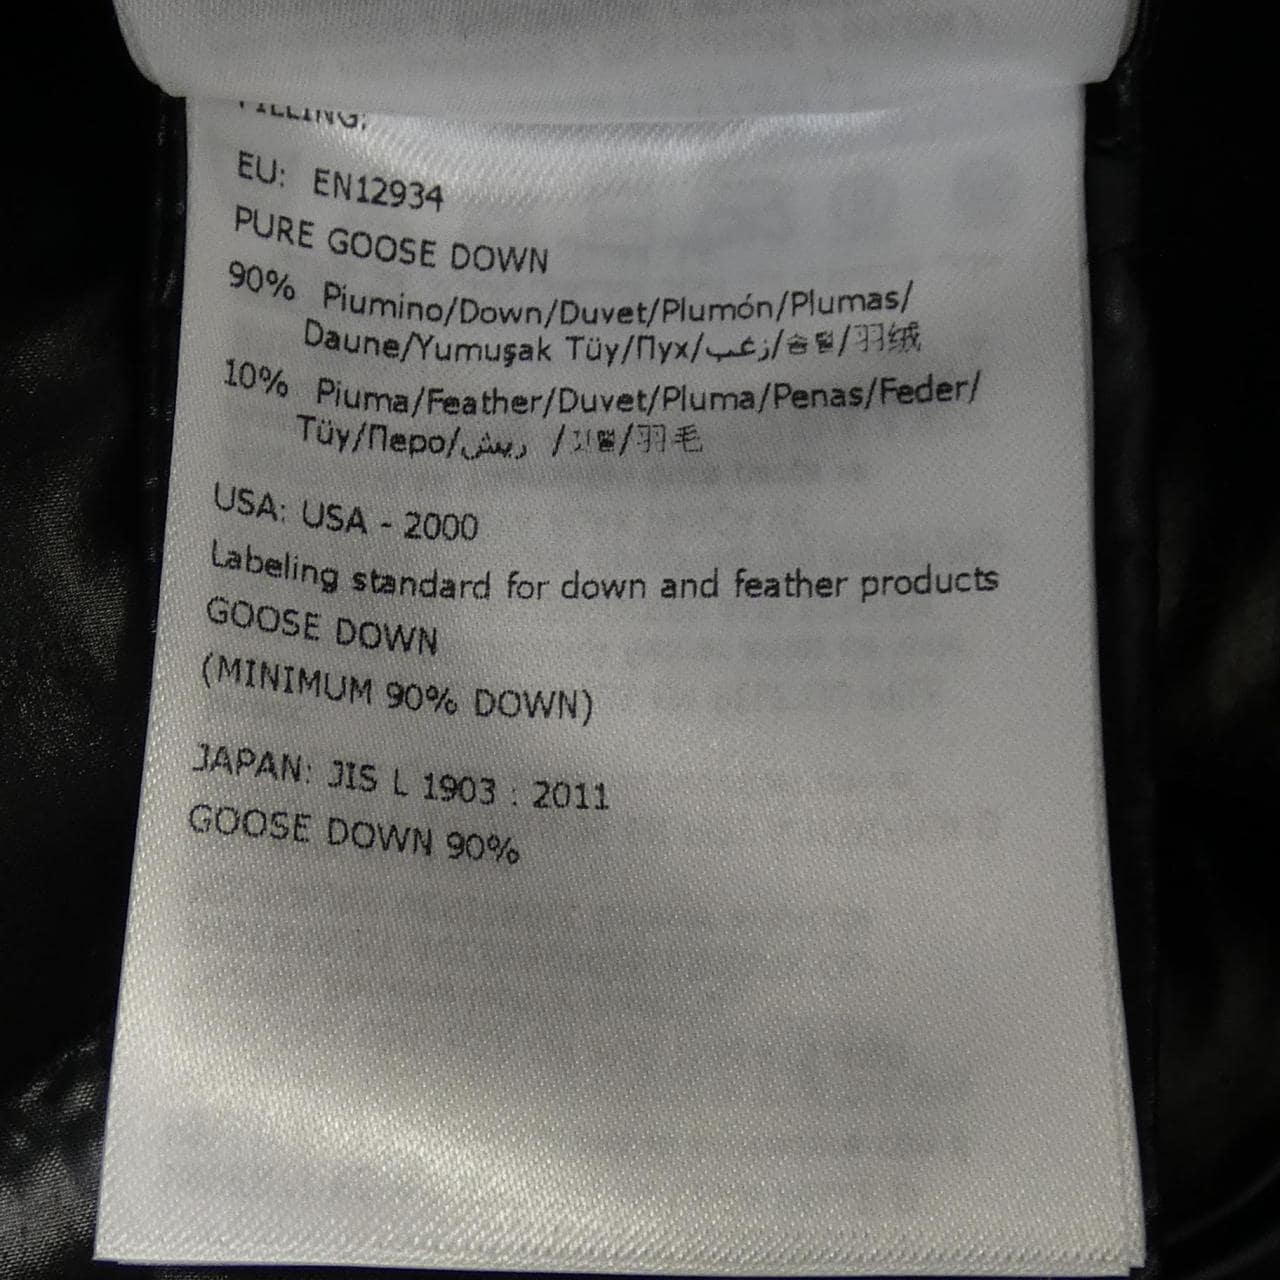 FILLING:
EU: EN12934
PURE GOOSE DOWN
90% Piumino/Down/Duvet/Plumón/Plumas/
Daune/Yumuşak Tüy/Пух/زغب/솜털/羽绒
10% Piuma/Feather/Duvet/Pluma/Penas/Feder/
Tüy/Перо/ريش /깃털/羽毛
USA: USA - 2000
Labeling standard for down and feather products
GOOSE DOWN
(MINIMUM 90% DOWN)
JAPAN: JIS L 1903 : 2011
GOOSE DOWN 90%